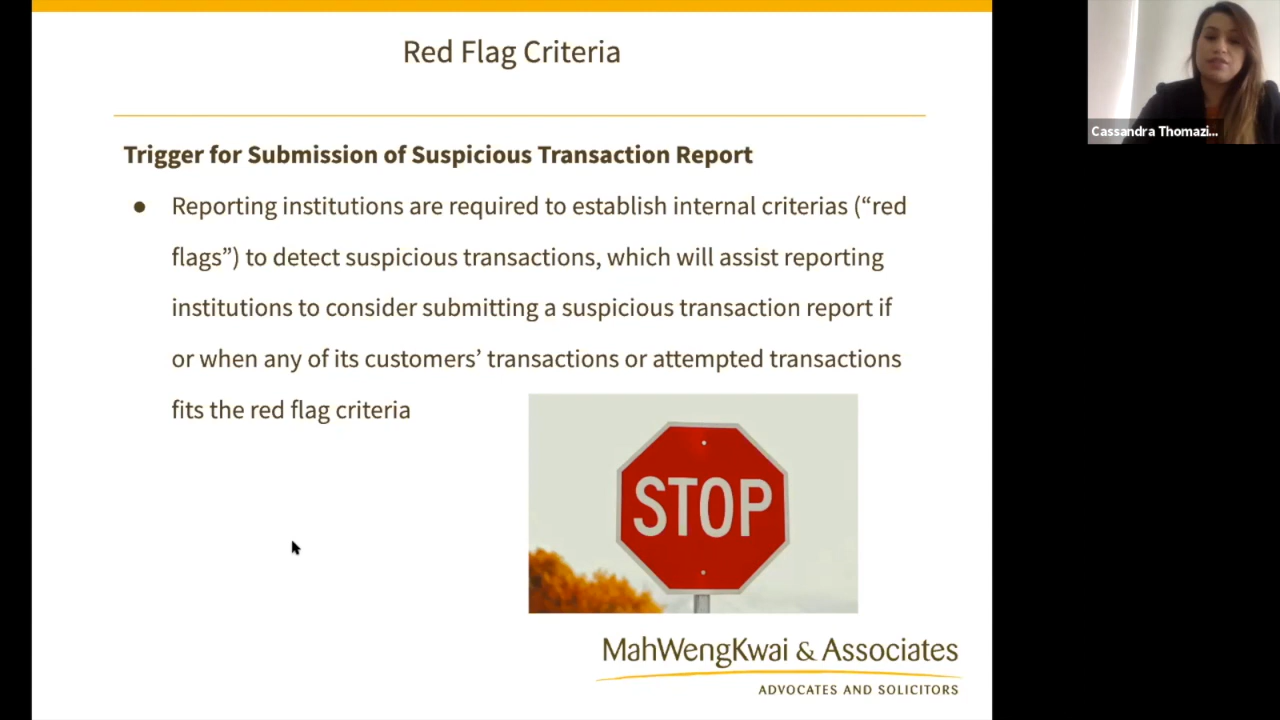 Red Flag Criteria
Trigger for Submission of Suspicious Transaction Report
● Reporting institutions are required to establish internal criterias (“red
flags”) to detect suspicious transactions, which will assist reporting
institutions to consider submitting a suspicious transaction report if
or when any of its customers’ transactions or attempted transactions
fits the red flag criteria
STOP
MahWengKwai & Associates
ADVOCATES AND SOLICITORS
Cassandra Thomazi...